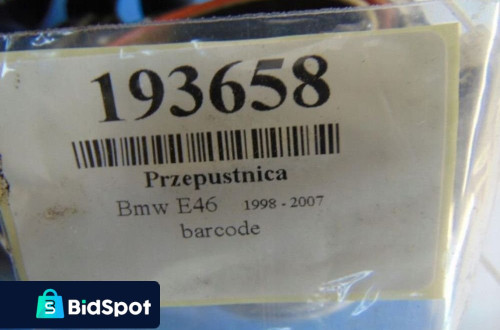 193658
Przepustnica
Bmw E46 1998 - 2007
barcode
S BidSpot